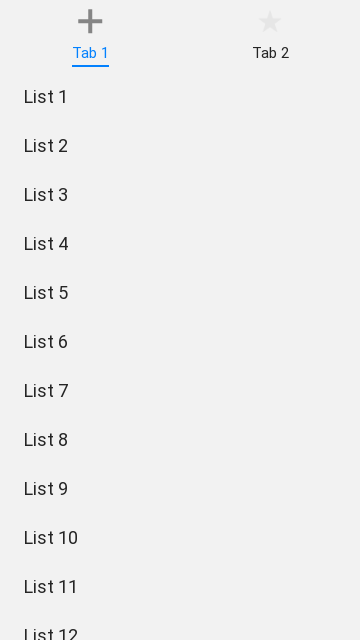 Tab 1
Tab 2
List 1
List 2
List 3
List 4
List 5
List 6
List 7
List 8
List 9
List 10
List 11
List 12